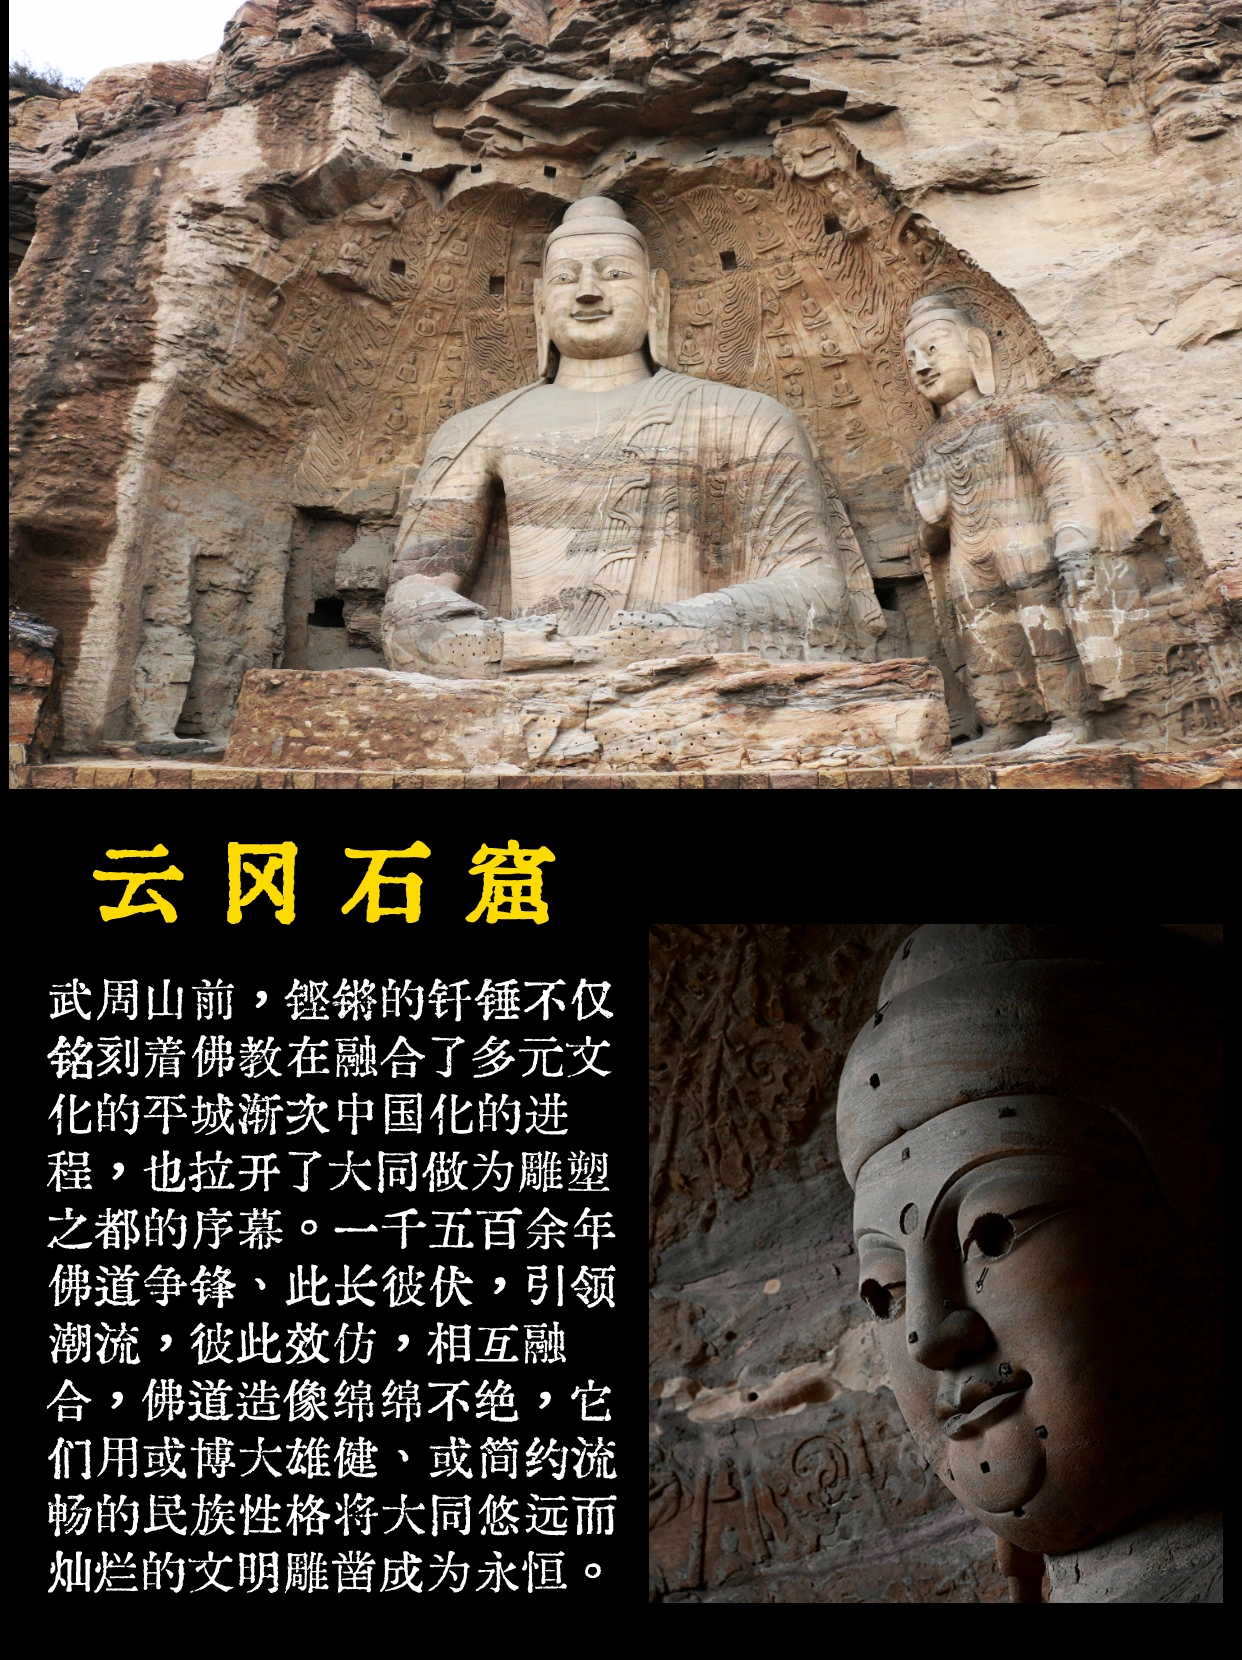 云冈石窟
武周山前，铿锵的钎锤不仅
铭刻着佛教在融合了多元文
化的平城渐次中国化的进
程，也拉开了大同做为雕塑
之都的序幕。一千五百余年
佛道争锋、此长彼伏，引领
潮流，彼此效仿，相互融
合，佛道造像绵绵不绝，它
们用或博大雄健、或简约流
畅的民族性格将大同悠远而
灿烂的文明雕凿成为永恒。